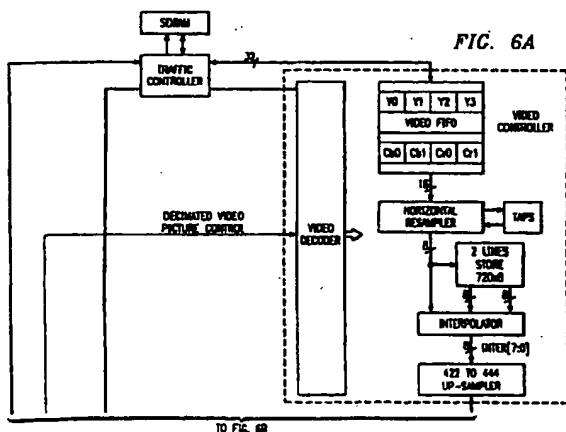 FIG. 6A
SDRAM
TRAFFIC
CONTROLLER
32
Y0 Y1 Y2 Y3
VIDEO FIFO
Cb0 Cb1 Cr0 Cr1
VIDEO
CONTROLLER
16
HORIZONTAL
RESAMPLER
TAPS
DECIMATED VIDEO
PICTURE CONTROL
VIDEO
DECODER
8
2 LINES
STORE
720x8
8
8
INTERPOLATOR
8
INTER[7:0]
422 TO 444
UP-SAMPLER
TO FIG. 6B